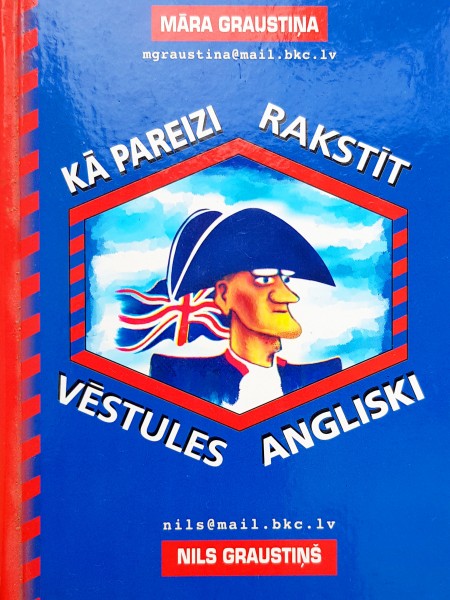 MĀRA GRAUSTIŅA
mgraustina@mail.bkc.lv
KĀ PAREIZI RAKSTĪT
VĒSTULES ANGLISKI
nils@mail.bkc.lv
NILS GRAUSTIŅŠ